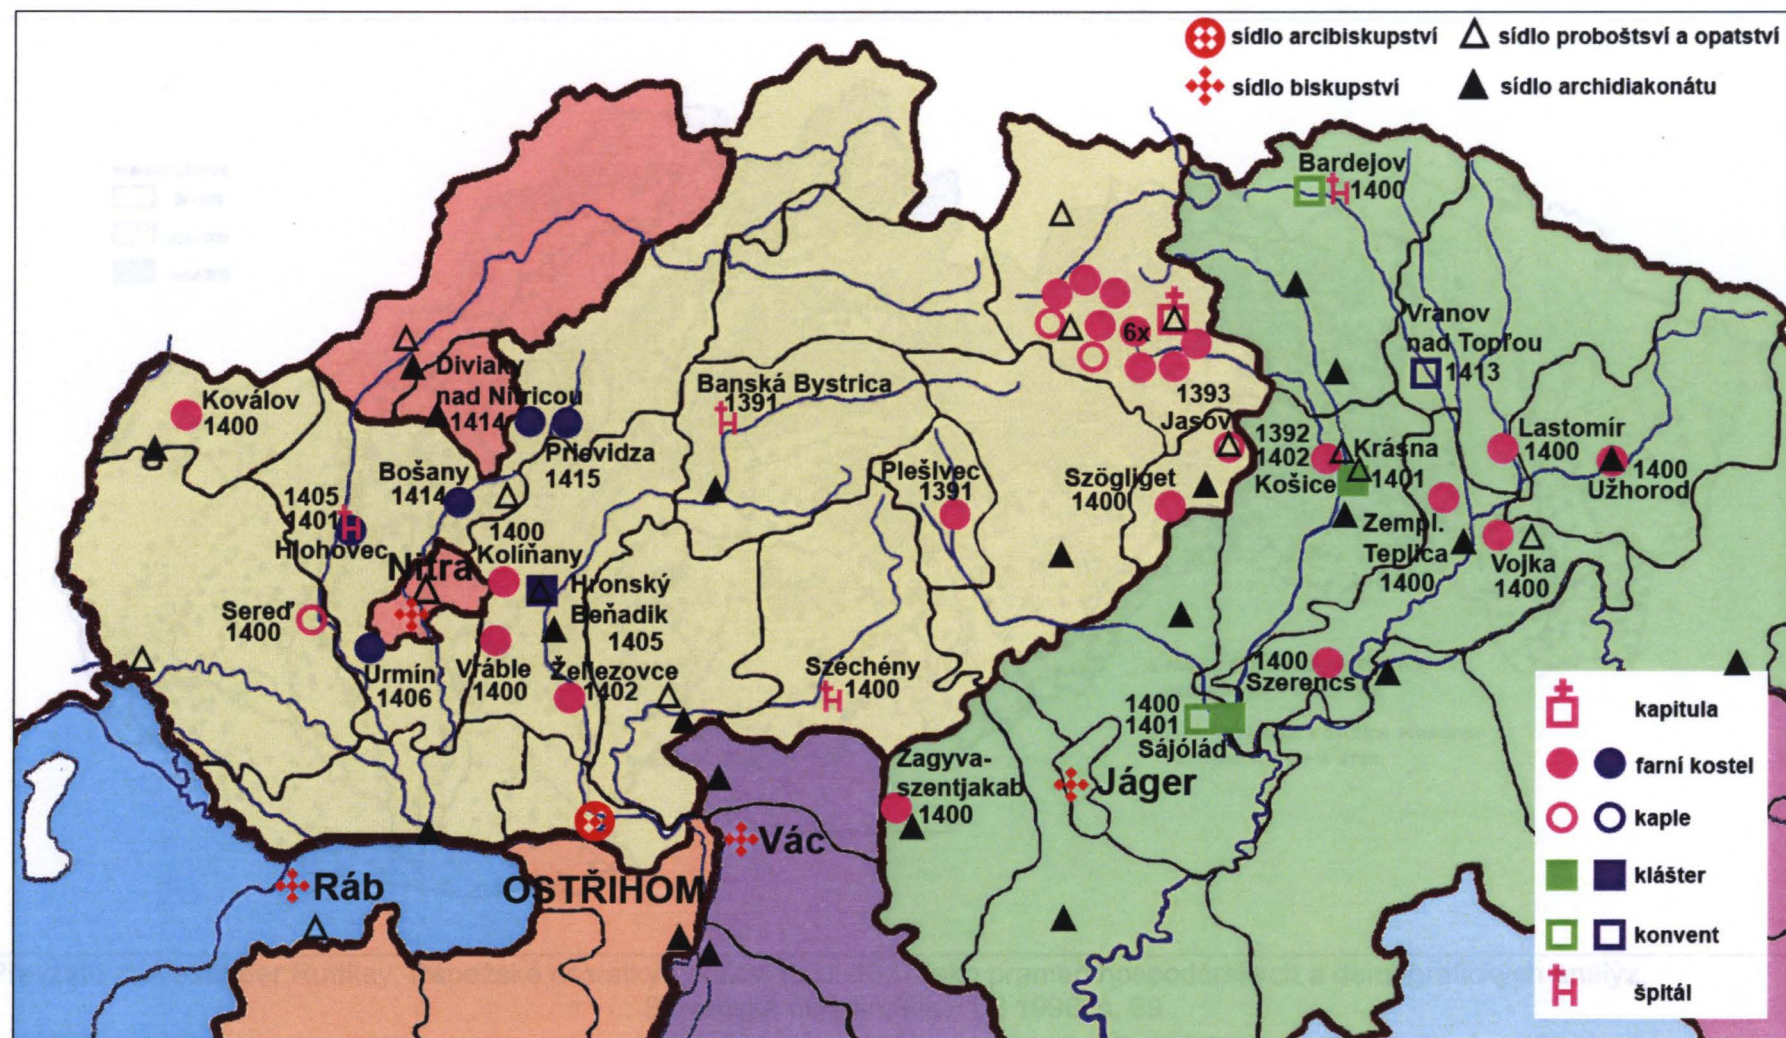 sídlo arcibiskupství
sídlo proboštsví a opatství
sídlo biskupství
sídlo archidiakonátu
Bardejov
1400
Vranov
nad Topľou
1413
Diviaky
nad Nitricou
1414
Koválov
1400
Banská Bystrica
1391
6x
1393
Jasov
1392
1402
Košice
Krásna
1401
Lastomír
1400
1400
Užhorod
Prievidza
1415
Bošany
1414
Plešivec
1391
Szögliget
1400
1405
1401
Hlohovec
1400
Kolíňany
Nitra
Zempl.
Teplica
1400
Vojka
1400
Hronský
Beňadik
1405
Sereď
1400
Urmín
1406
Vráble
1400
Želiezovce
1402
Széchény
1400
1400
Szerencs
1400
1401
Sájólád
Zagyva-
szentjakab
1400
Jáger
Vác
OSTŘIHOM
Ráb
kapitula
farní kostel
kaple
klášter
konvent
špitál